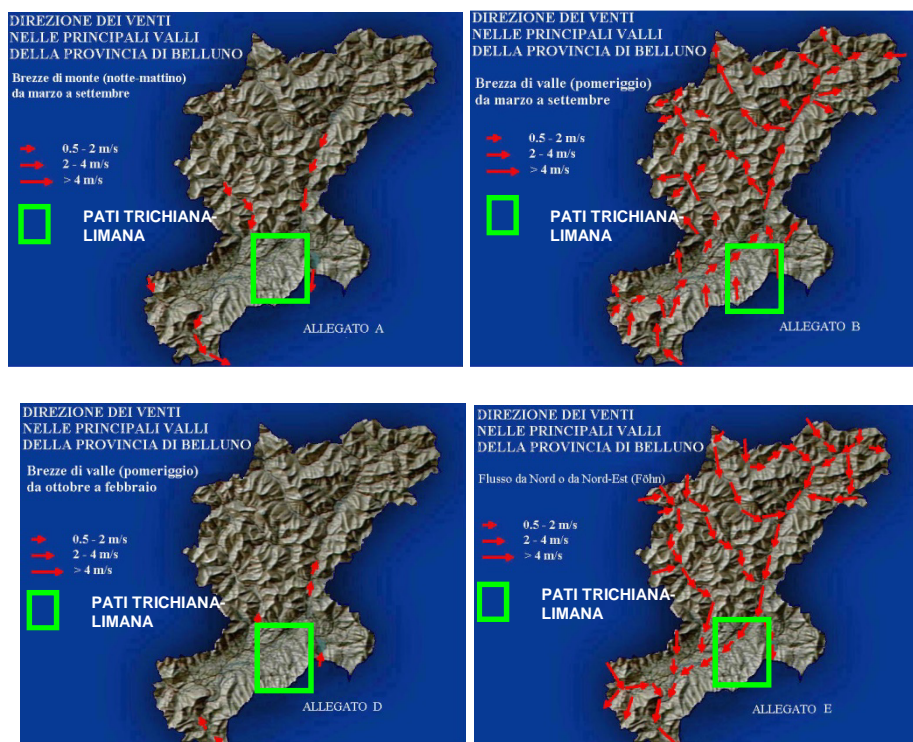 DIREZIONE DEI VENTI
NELLE PRINCIPALI VALLI
DELLA PROVINCIA DI BELLUNO
Brezze di monte (notte-mattino)
da marzo a settembre
0.5 - 2 m/s
2 - 4 m/s
> 4 m/s
PATI TRICHIANA-
LIMANA
ALLEGATO A
DIREZIONE DEI VENTI
NELLE PRINCIPALI VALLI
DELLA PROVINCIA DI BELLUNO
Brezza di valle (pomeriggio)
da marzo a settembre
0.5 - 2 m/s
2 - 4 m/s
> 4 m/s
PATI TRICHIANA-
LIMANA
ALLEGATO B
DIREZIONE DEI VENTI
NELLE PRINCIPALI VALLI
DELLA PROVINCIA DI BELLUNO
Brezze di valle (pomeriggio)
da ottobre a febbraio
0.5 - 2 m/s
2 - 4 m/s
> 4 m/s
PATI TRICHIANA-
LIMANA
ALLEGATO D
DIREZIONE DEI VENTI
NELLE PRINCIPALI VALLI
DELLA PROVINCIA DI BELLUNO
Flusso da Nord o da Nord-Est (Föhn)
0.5 - 2 m/s
2 - 4 m/s
> 4 m/s
PATI TRICHIANA-
LIMANA
ALLEGATO E